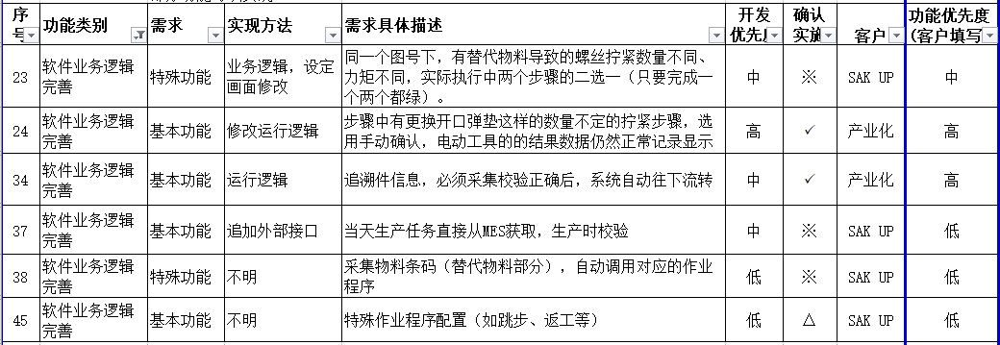 序号 功能类别 需求 实现方法 需求具体描述 开发优先度 确认实施 客户 功能优先度(客户填写
23 软件业务逻辑完善 特殊功能 业务逻辑，设定画面修改 同一个图号下，有替代物料导致的螺丝拧紧数量不同、力矩不同，实际执行中两个步骤的二选一（只要完成一个两个都绿）。 中 ※ SAK UP 中
24 软件业务逻辑完善 基本功能 修改运行逻辑 步骤中有更换开口弹垫这样的数量不定的拧紧步骤，选用手动确认，电动工具的的结果数据仍然正常记录显示 高 ✓ 产业化 高
34 软件业务逻辑完善 基本功能 运行逻辑 追溯件信息，必须采集校验正确后，系统自动往下流转 中 ✓ 产业化 高
37 软件业务逻辑完善 基本功能 追加外部接口 当天生产任务直接从MES获取，生产时校验 中 ※ SAK UP 低
38 软件业务逻辑完善 特殊功能 不明 采集物料条码（替代物料部分），自动调用对应的作业程序 低 ※ SAK UP 低
45 软件业务逻辑完善 基本功能 不明 特殊作业程序配置（如跳步、返工等） 低 △ SAK UP 低